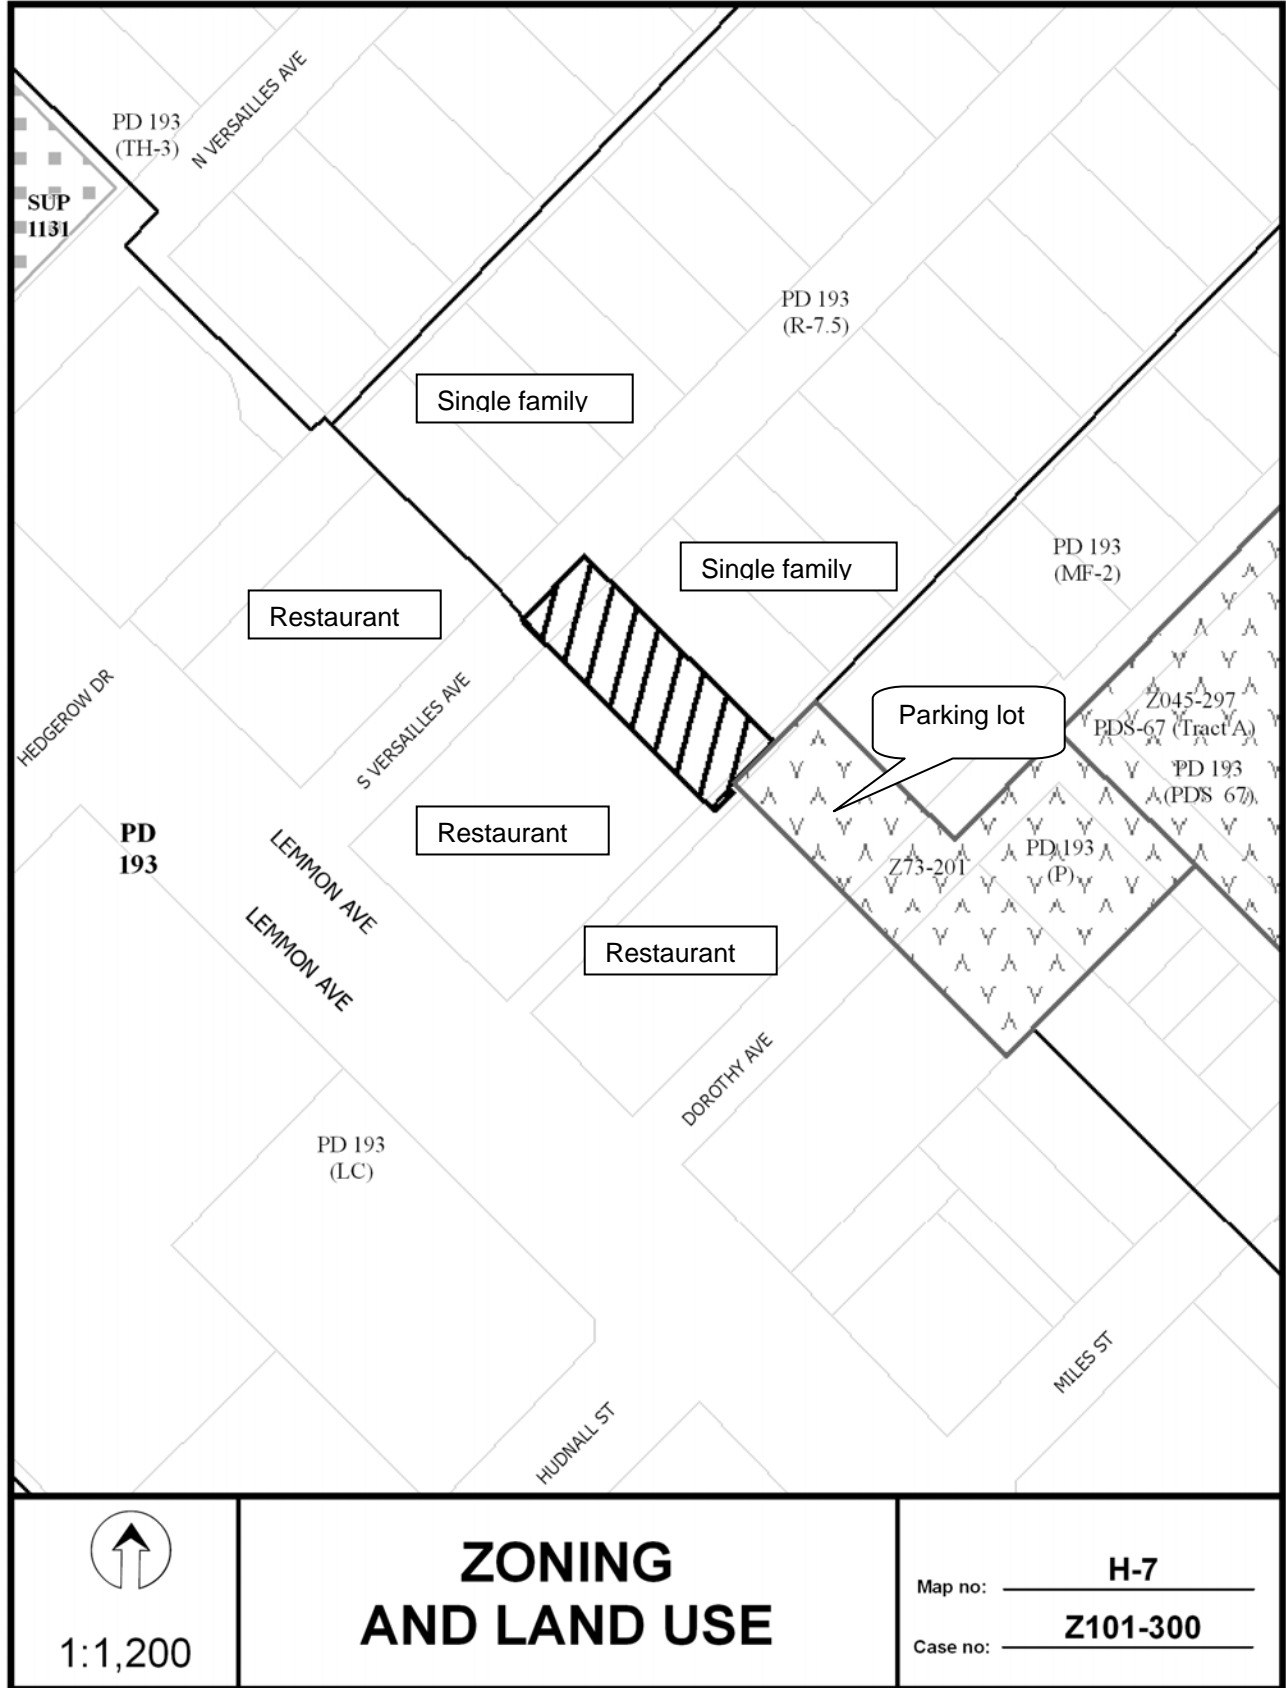 N VERSAILLES AVE
PD 193
(TH-3)
SUP
1131
PD 193
(R-7.5)
Single family
Single family
PD 193
(MF-2)
Restaurant
HEDGEROW DR
S VERSAILLES AVE
Parking lot
Z045-297
PDS-67 (Tract A)
PD 193
(PDS 67)
PD
193
LEMMON AVE
LEMMON AVE
Restaurant
Z73-201
PD 193
(P)
Restaurant
DOROTHY AVE
PD 193
(LC)
MILES ST
HUDNALL ST
1:1,200
ZONING
AND LAND USE
Map no: H-7
Case no: Z101-300